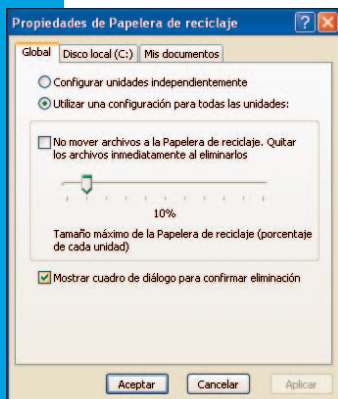 Propiedades de Papelera de reciclaje
Global
Disco local (C:)
Mis documentos
Configurar unidades independientemente
Utilizar una configuración para todas las unidades:
No mover archivos a la Papelera de reciclaje. Quitar
los archivos inmediatamente al eliminarlos
10%
Tamaño máximo de la Papelera de reciclaje (porcentaje
de cada unidad)
Mostrar cuadro de diálogo para confirmar eliminación
Aceptar
Cancelar
Aplicar